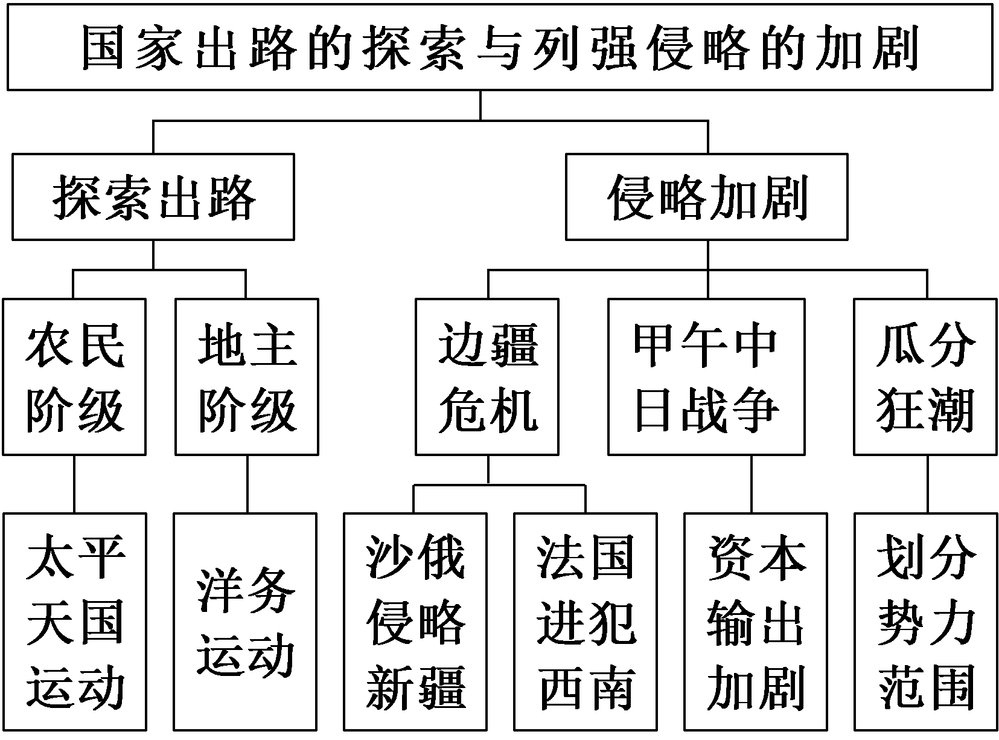 国家出路的探索与列强侵略的加剧
探索出路
侵略加剧
农民
阶级
地主
阶级
边疆
危机
甲午中
日战争
瓜分
狂潮
太平
天国
运动
洋务
运动
沙俄
侵略
新疆
法国
进犯
西南
资本
输出
加剧
划分
势力
范围